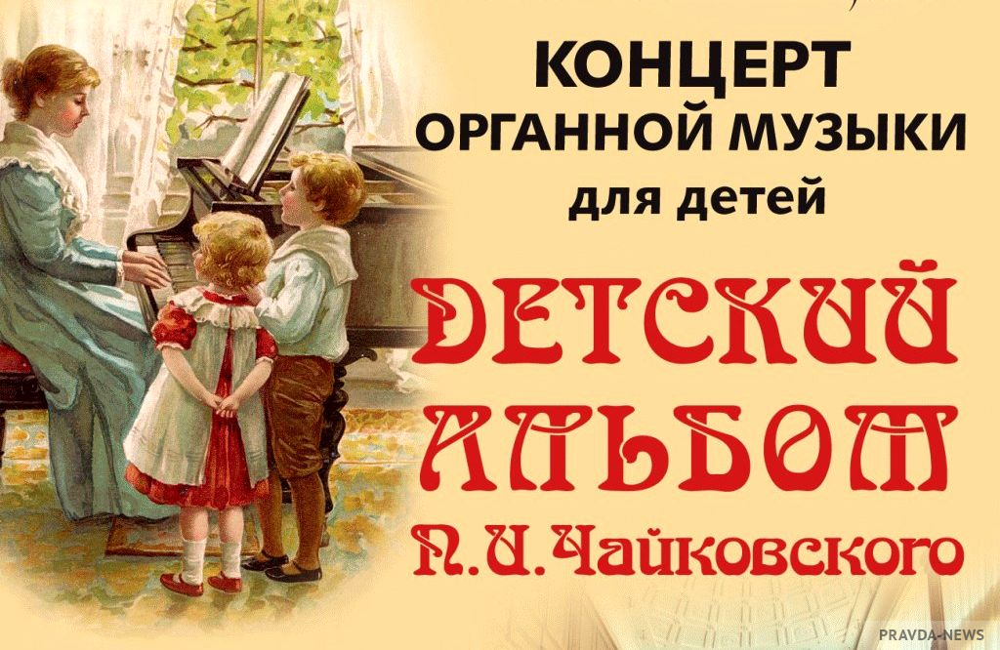 КОНЦЕРТ
ОРГАННОЙ МУЗЫКИ
для детей
ДЕТСКИЙ
АЛЬБОМ
П.И.Чайковского
PRAVDA-NEWS